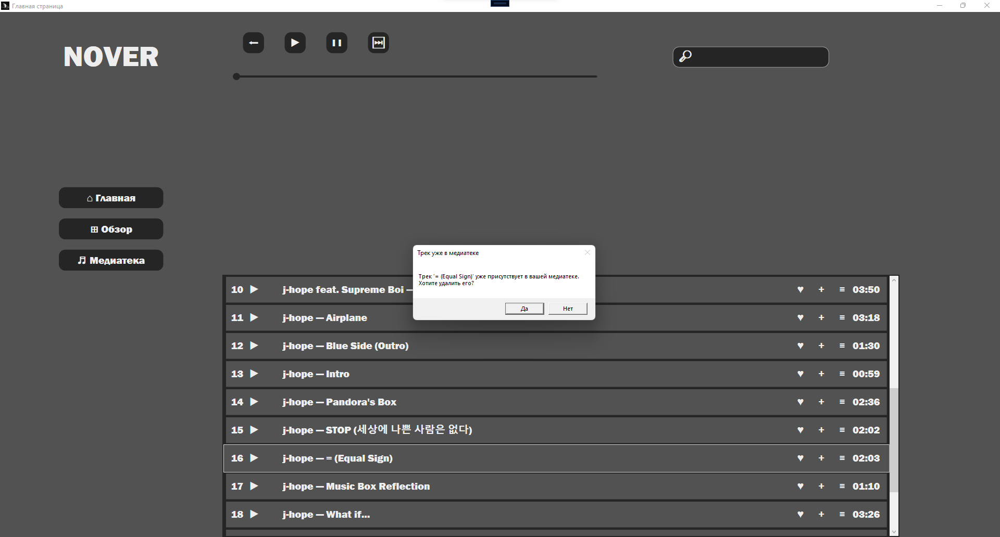 Главная страница
NOVER
⌂ Главная
⊞ Обзор
♬ Медиатека
Трек уже в медиатеке
Трек '= (Equal Sign)' уже присутствует в вашей медиатеке.
Хотите удалить его?
Да Нет
10 ▶ j-hope feat. Supreme Boi — ♥ + ≡ 03:50
11 ▶ j-hope — Airplane ♥ + ≡ 03:18
12 ▶ j-hope — Blue Side (Outro) ♥ + ≡ 01:30
13 ▶ j-hope — Intro ♥ + ≡ 00:59
14 ▶ j-hope — Pandora's Box ♥ + ≡ 02:36
15 ▶ j-hope — STOP (세상에 나쁜 사람은 없다) ♥ + ≡ 02:02
16 ▶ j-hope — = (Equal Sign) ♥ + ≡ 02:03
17 ▶ j-hope — Music Box Reflection ♥ + ≡ 01:10
18 ▶ j-hope — What if... ♥ + ≡ 03:26